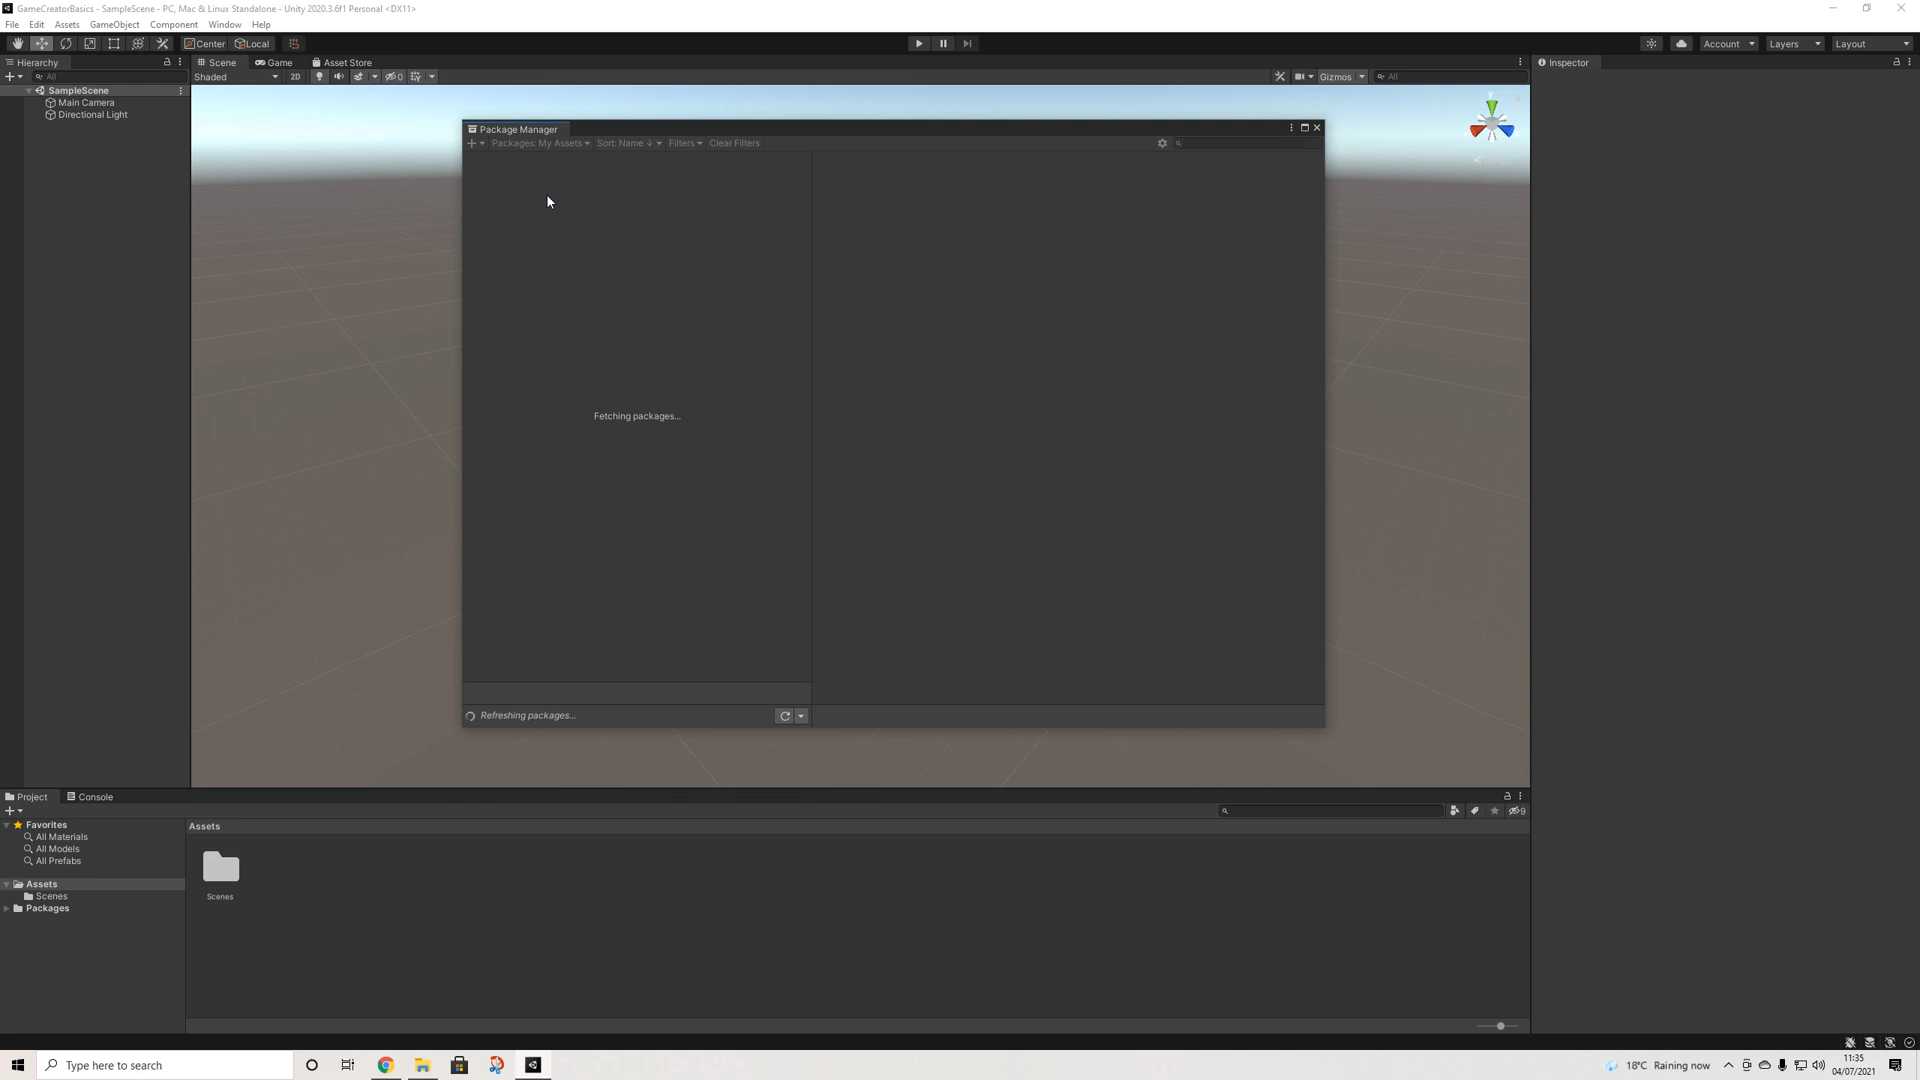 GameCreatorBasics - SampleScene - PC, Mac & Linux Standalone - Unity 2020.3.6f1 Personal <DX11>
File Edit Assets GameObject Component Window Help
Center Local
Account Layers Layout
Hierarchy
Scene Game Asset Store
Inspector
All
Shaded 2D 0
Gizmos All
SampleScene
Main Camera
Directional Light
Package Manager
Packages: My Assets Sort: Name ↓ Filters Clear Filters
Fetching packages...
Refreshing packages...
Project Console
9
Favorites
Assets
All Materials
All Models
All Prefabs
Assets
Scenes
Packages
Scenes
Type here to search
18°C Raining now
11:35
04/07/2021